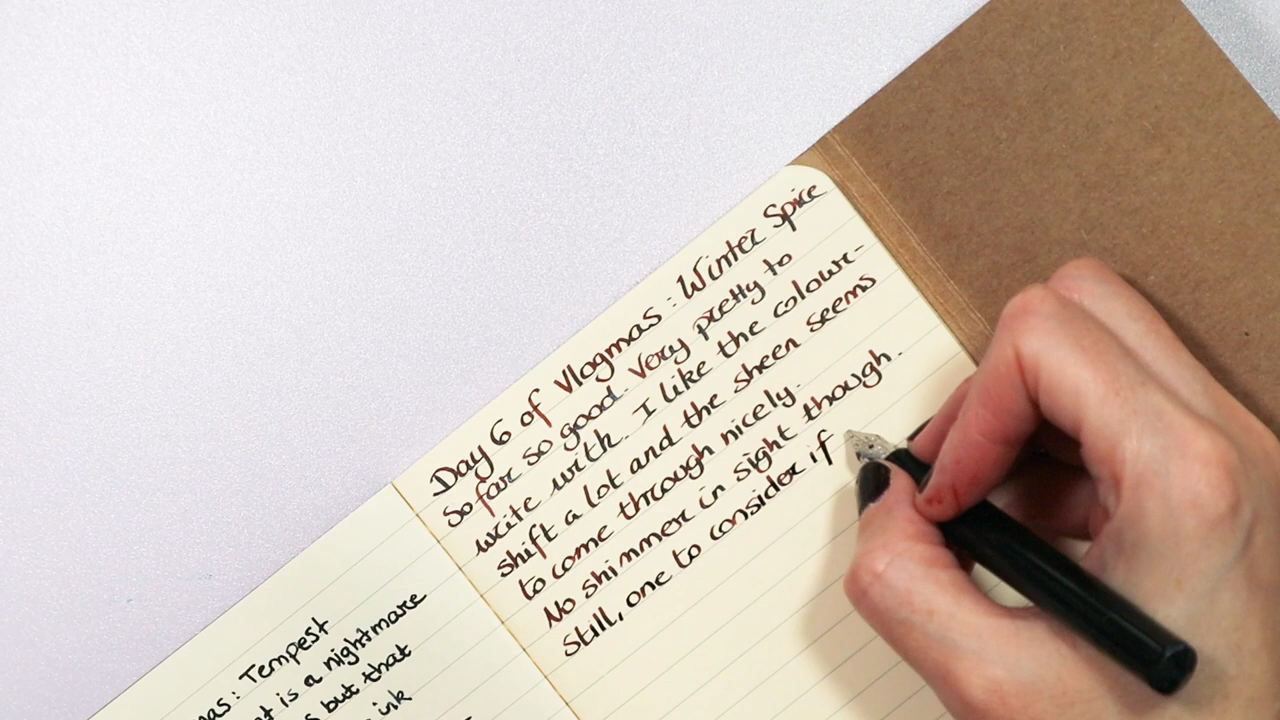 mas: Tempest
t is a nightmare
s but that
ink
Day 6 of Vlogmas: Winter Spice
So far so good. Very pretty to
write with. I like the colour-
shift a lot and the sheen seems
to come through nicely.
No shimmer in sight though.
Still, one to consider if